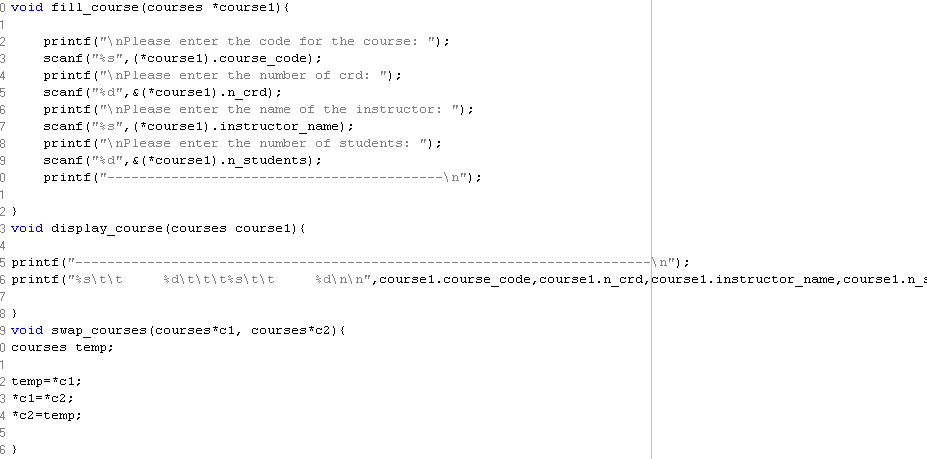 0 void fill_course(courses *course1){
1
2     printf("\nPlease enter the code for the course: ");
3     scanf("%s",(*course1).course_code);
4     printf("\nPlease enter the number of crd: ");
5     scanf("%d",&(*course1).n_crd);
6     printf("\nPlease enter the name of the instructor: ");
7     scanf("%s",(*course1).instructor_name);
8     printf("\nPlease enter the number of students: ");
9     scanf("%d",&(*course1).n_students);
0     printf("------------------------------------------\n");
1
2 }
3 void display_course(courses course1){
4
5 printf("------------------------------------------------------------------------\n");
6 printf("%s\t\t     %d\t\t\t%s\t\t     %d\n\n",course1.course_code,course1.n_crd,course1.instructor_name,course1.n_s
7
8 }
9 void swap_courses(courses*c1, courses*c2){
0 courses temp;
1
2 temp=*c1;
3 *c1=*c2;
4 *c2=temp;
5
6 }